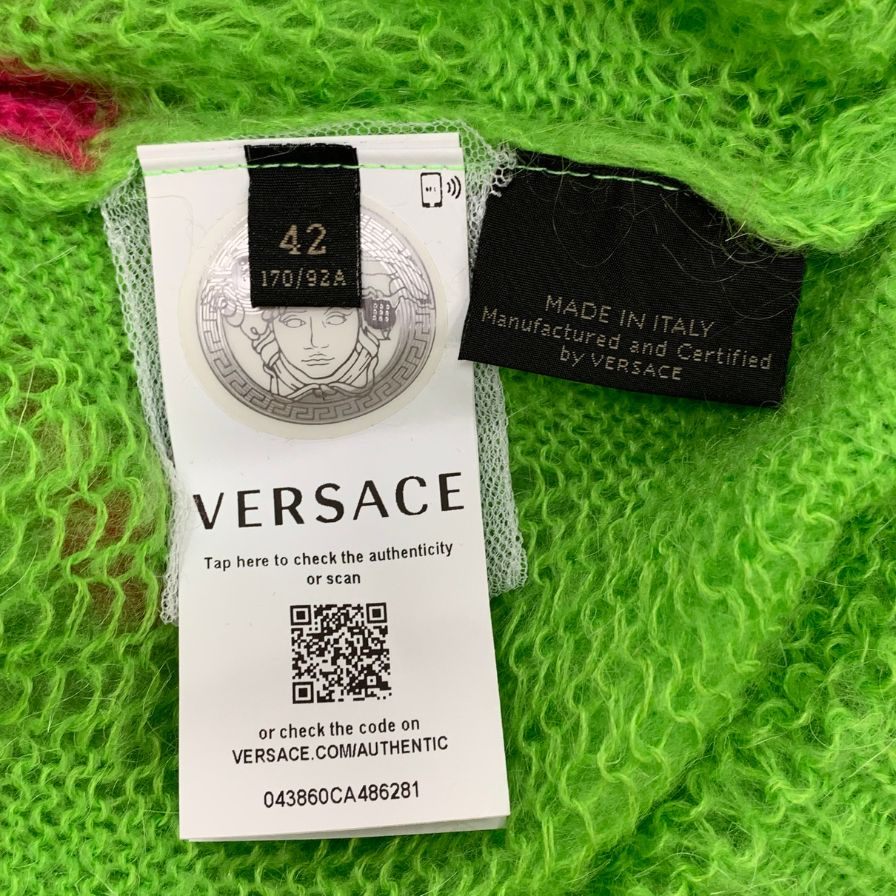 42
170/92A
MADE IN ITALY
Manufactured and Certified
by VERSACE
VERSACE
Tap here to check the authenticity
or scan
or check the code on
VERSACE.COM/AUTHENTIC
043860CA486281